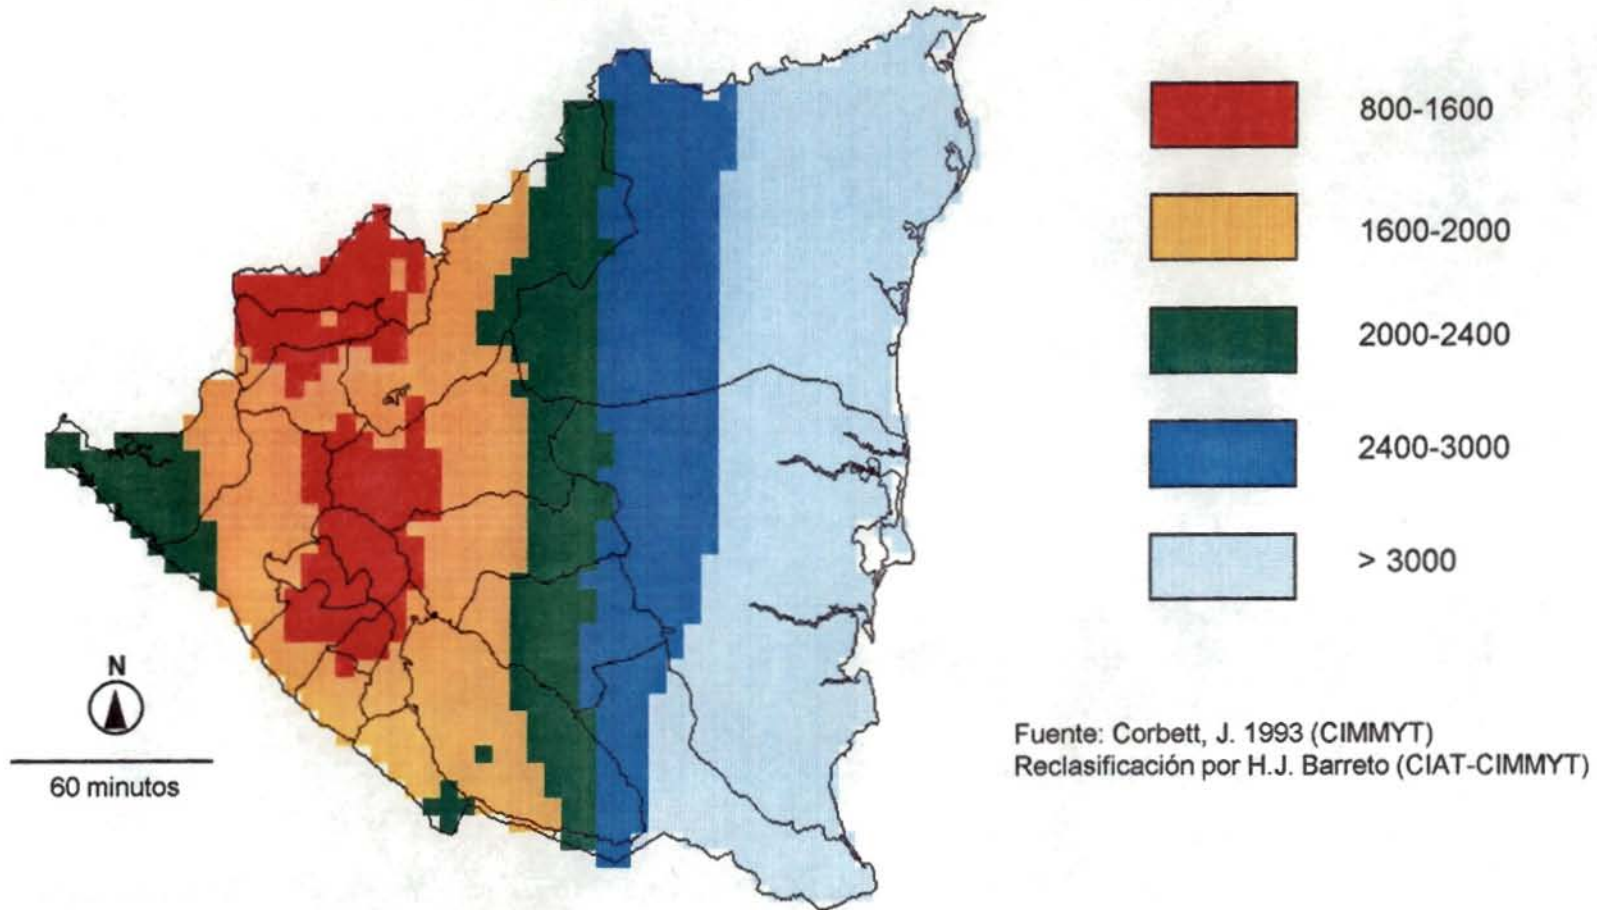 800-1600
1600-2000
2000-2400
2400-3000
> 3000
N
60 minutos
Fuente: Corbett, J. 1993 (CIMMYT)
Reclasificación por H.J. Barreto (CIAT-CIMMYT)